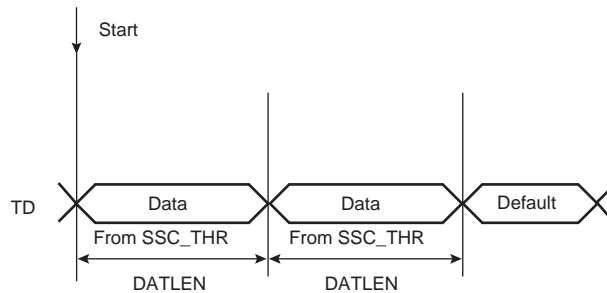 Start
TD
Data
Data
Default
From SSC_THR
From SSC_THR
DATLEN
DATLEN